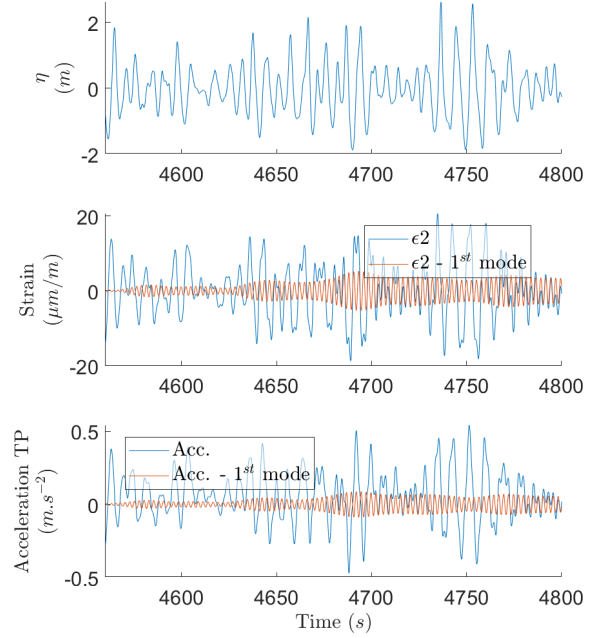 2
0
-2
η
(m)
4600 4650 4700 4750 4800
20
0
-20
Strain
(μm/m)
ϵ2
ϵ2 - 1st mode
4600 4650 4700 4750 4800
0.5
0
-0.5
Acceleration TP
(m.s⁻²)
Acc.
Acc. - 1st mode
4600 4650 4700 4750 4800
Time (s)